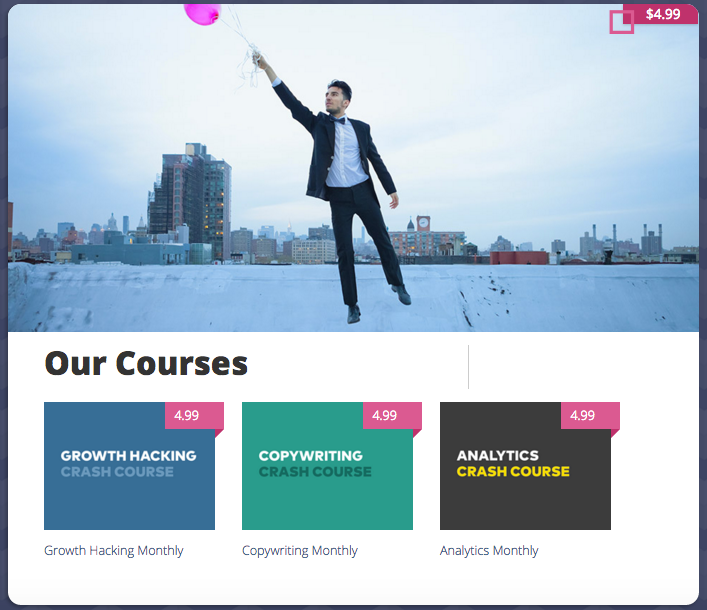 $4.99
Our Courses
4.99
4.99
4.99
GROWTH HACKING
CRASH COURSE
COPYWRITING
CRASH COURSE
ANALYTICS
CRASH COURSE
Growth Hacking Monthly
Copywriting Monthly
Analytics Monthly